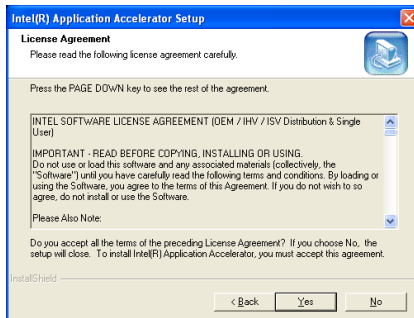 Intel(R) Application Accelerator Setup
License Agreement
Please read the following license agreement carefully.
Press the PAGE DOWN key to see the rest of the agreement.
INTEL SOFTWARE LICENSE AGREEMENT (OEM / IHV / ISV Distribution & Single
User)
IMPORTANT - READ BEFORE COPYING, INSTALLING OR USING.
Do not use or load this software and any associated materials (collectively, the
"Software") until you have carefully read the following terms and conditions. By loading or
using the Software, you agree to the terms of this Agreement. If you do not wish to so
agree, do not install or use the Software.
Please Also Note:
Do you accept all the terms of the preceding License Agreement? If you choose No, the
setup will close. To install Intel(R) Application Accelerator, you must accept this agreement.
InstallShield
< Back Yes No